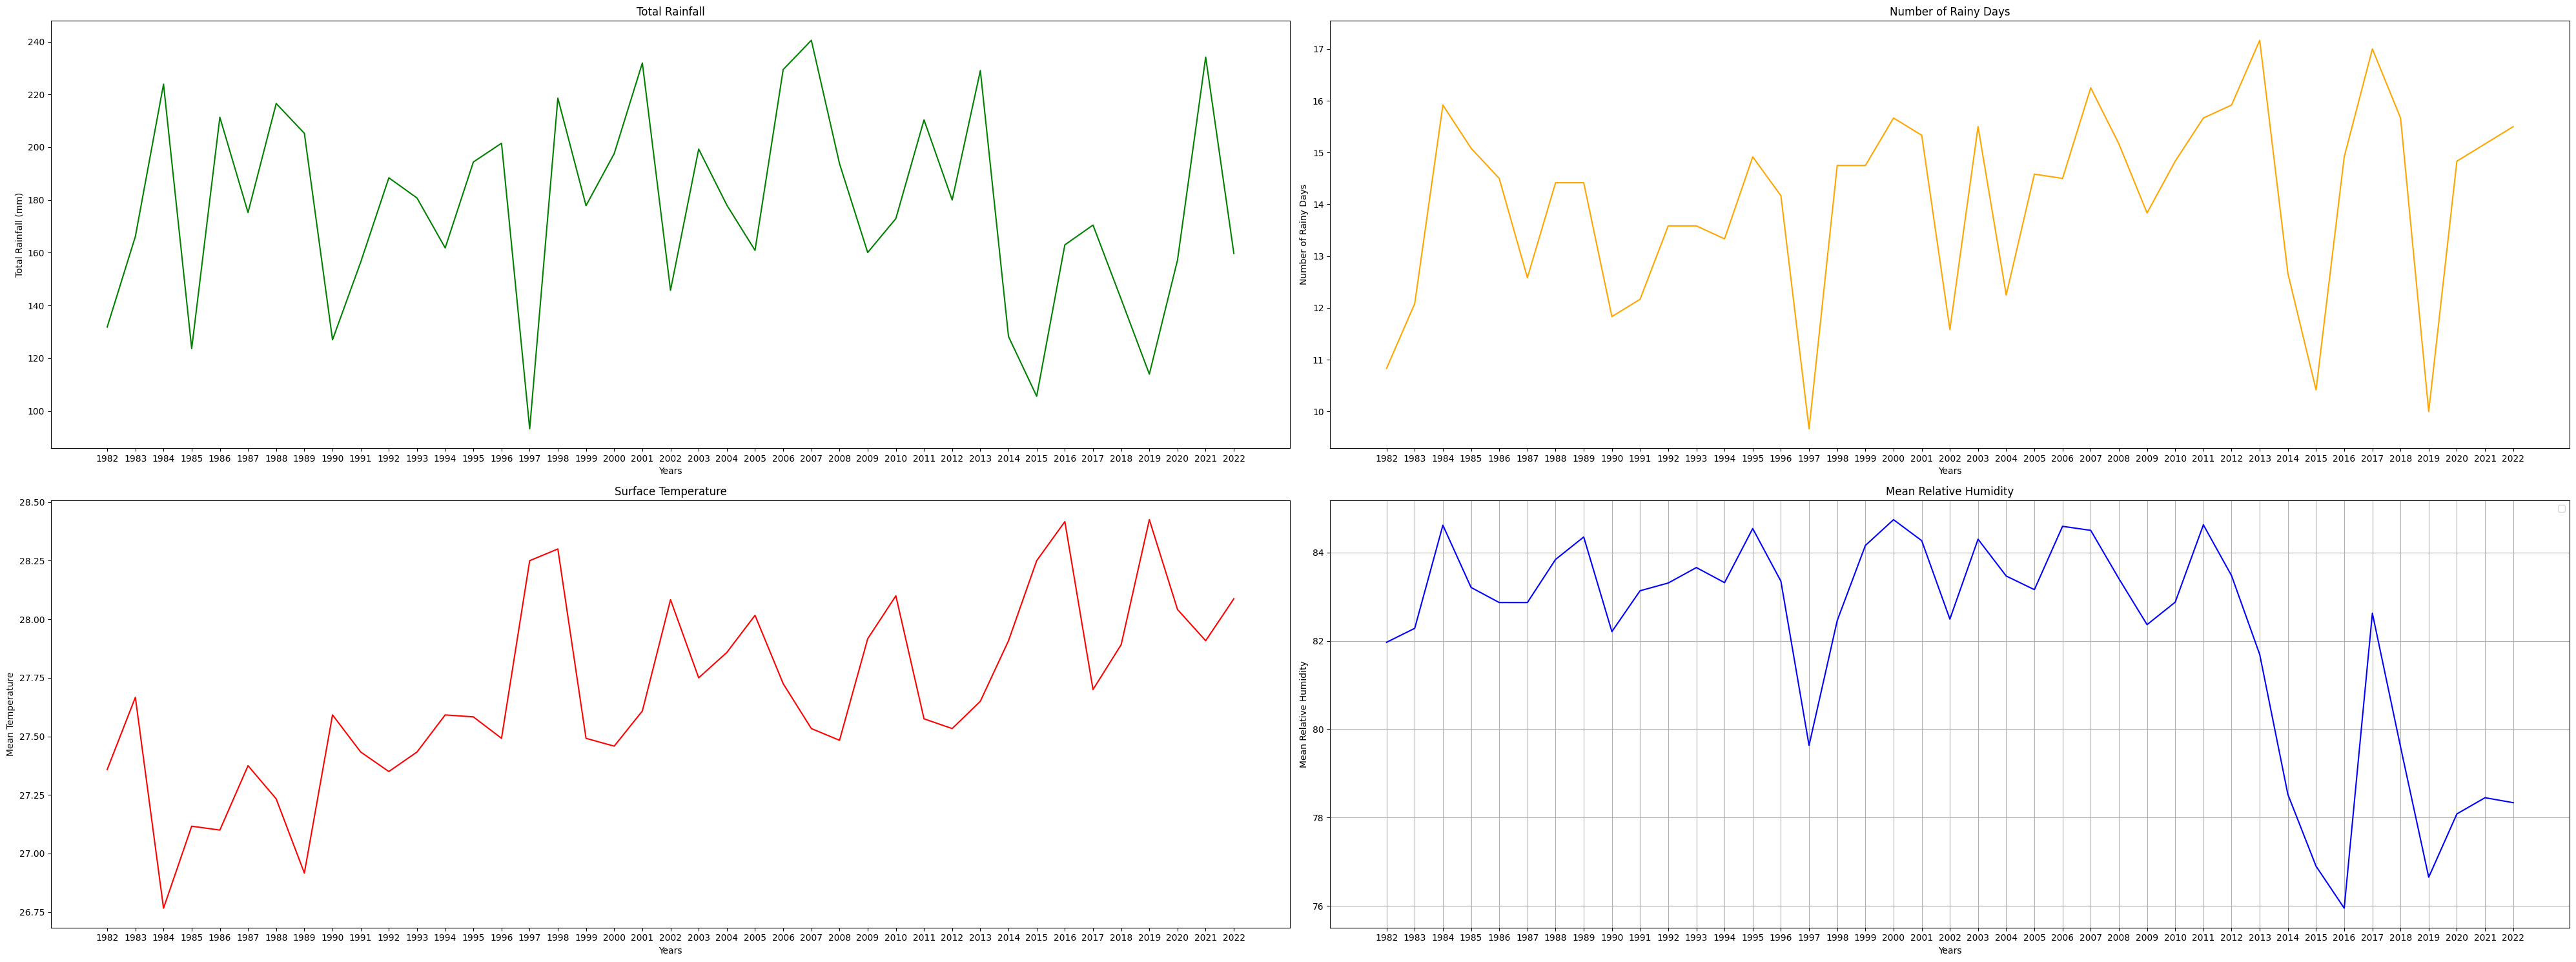 Total Rainfall
Total Rainfall (mm)
240
220
200
180
160
140
120
100
1982 1983 1984 1985 1986 1987 1988 1989 1990 1991 1992 1993 1994 1995 1996 1997 1998 1999 2000 2001 2002 2003 2004 2005 2006 2007 2008 2009 2010 2011 2012 2013 2014 2015 2016 2017 2018 2019 2020 2021 2022
Years
Number of Rainy Days
Number of Rainy Days
17
16
15
14
13
12
11
10
1982 1983 1984 1985 1986 1987 1988 1989 1990 1991 1992 1993 1994 1995 1996 1997 1998 1999 2000 2001 2002 2003 2004 2005 2006 2007 2008 2009 2010 2011 2012 2013 2014 2015 2016 2017 2018 2019 2020 2021 2022
Years
Surface Temperature
Mean Temperature
28.50
28.25
28.00
27.75
27.50
27.25
27.00
26.75
1982 1983 1984 1985 1986 1987 1988 1989 1990 1991 1992 1993 1994 1995 1996 1997 1998 1999 2000 2001 2002 2003 2004 2005 2006 2007 2008 2009 2010 2011 2012 2013 2014 2015 2016 2017 2018 2019 2020 2021 2022
Years
Mean Relative Humidity
Mean Relative Humidity
84
82
80
78
76
1982 1983 1984 1985 1986 1987 1988 1989 1990 1991 1992 1993 1994 1995 1996 1997 1998 1999 2000 2001 2002 2003 2004 2005 2006 2007 2008 2009 2010 2011 2012 2013 2014 2015 2016 2017 2018 2019 2020 2021 2022
Years